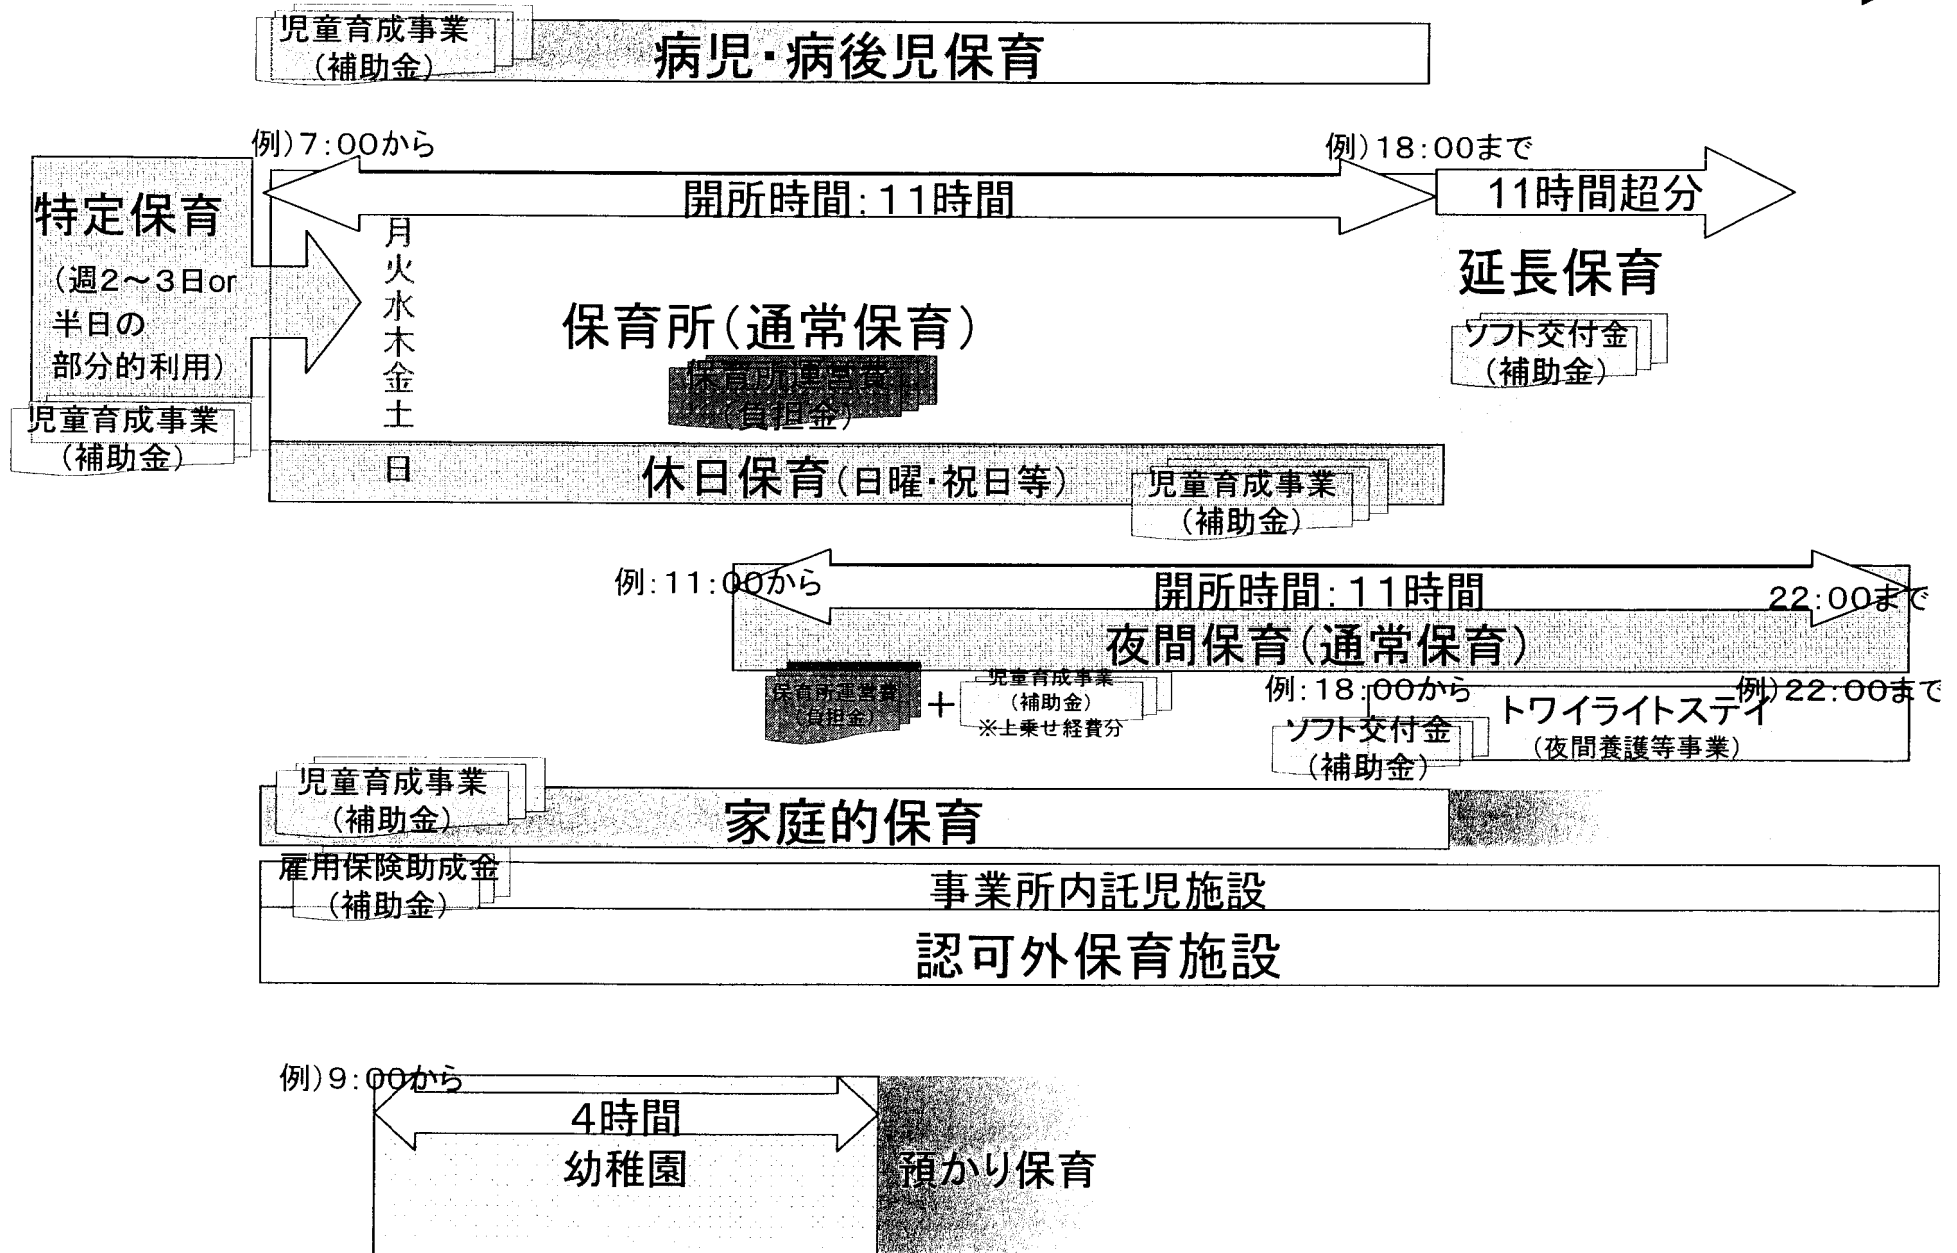 児童育成事業
(補助金)
病児・病後児保育
例)7:00から
例)18:00まで
開所時間:11時間
11時間超分
特定保育
(週2～3日or
半日の
部分的利用)
児童育成事業
(補助金)
月
火
水
木
金
土
保育所(通常保育)
保育所運営費
(負担金)
延長保育
ソフト交付金
(補助金)
日
休日保育(日曜・祝日等)
児童育成事業
(補助金)
例:11:00から
開所時間:11時間
22:00まで
夜間保育(通常保育)
保育所運営費
(負担金)
+
児童育成事業
(補助金)
※上乗せ経費分
例:18:00から
例)22:00まで
ソフト交付金
(補助金)
トワイライトステイ
(夜間養護等事業)
児童育成事業
(補助金)
家庭的保育
雇用保険助成金
(補助金)
事業所内託児施設
認可外保育施設
例)9:00から
4時間
幼稚園
預かり保育